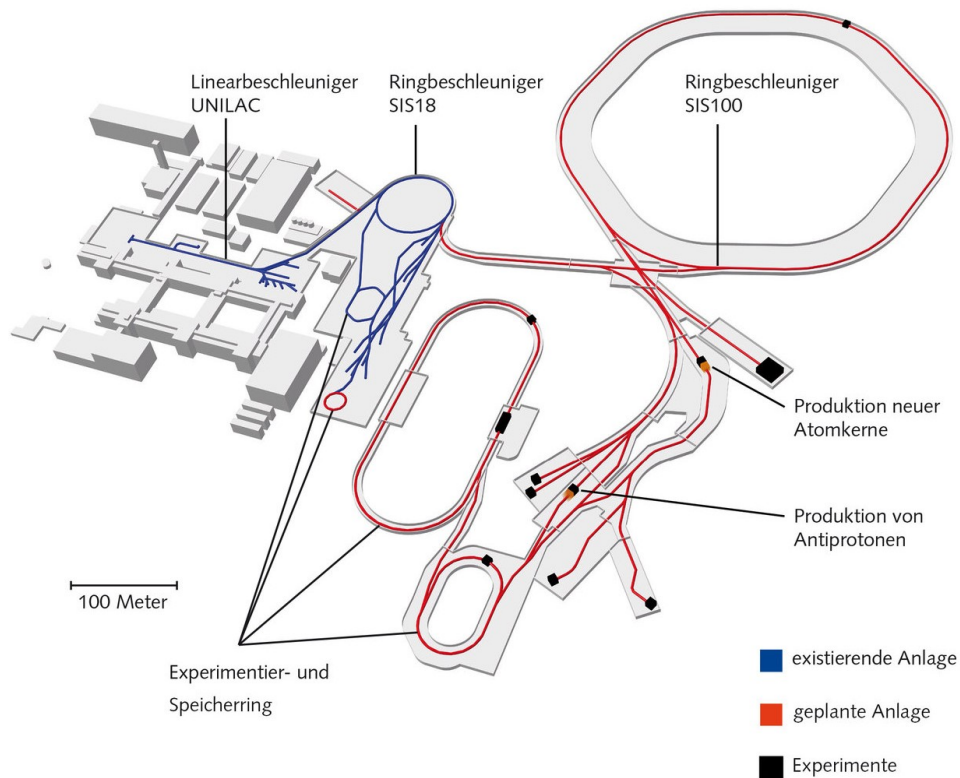 Linearbeschleuniger
UNILAC
Ringbeschleuniger
SIS18
Ringbeschleuniger
SIS100
Produktion neuer
Atomkerne
Produktion von
Antiprotonen
100 Meter
Experimentier- und
Speicherring
existierende Anlage
geplante Anlage
Experimente